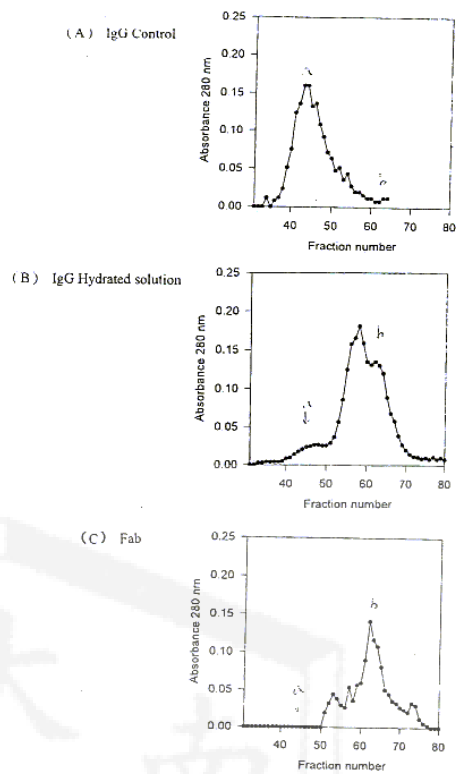 (A) IgG Control
Absorbance 280 nm
0.25
0.20
0.15
0.10
0.05
0.00
a
b
40 50 60 70 80
Fraction number
(B) IgG Hydrated solution
Absorbance 280 nm
0.25
0.20
0.15
0.10
0.05
0.00
a
b
40 50 60 70 80
Fraction number
(C) Fab
Absorbance 280 nm
0.25
0.20
0.15
0.10
0.05
0.00
a
b
40 50 60 70 80
Fraction number